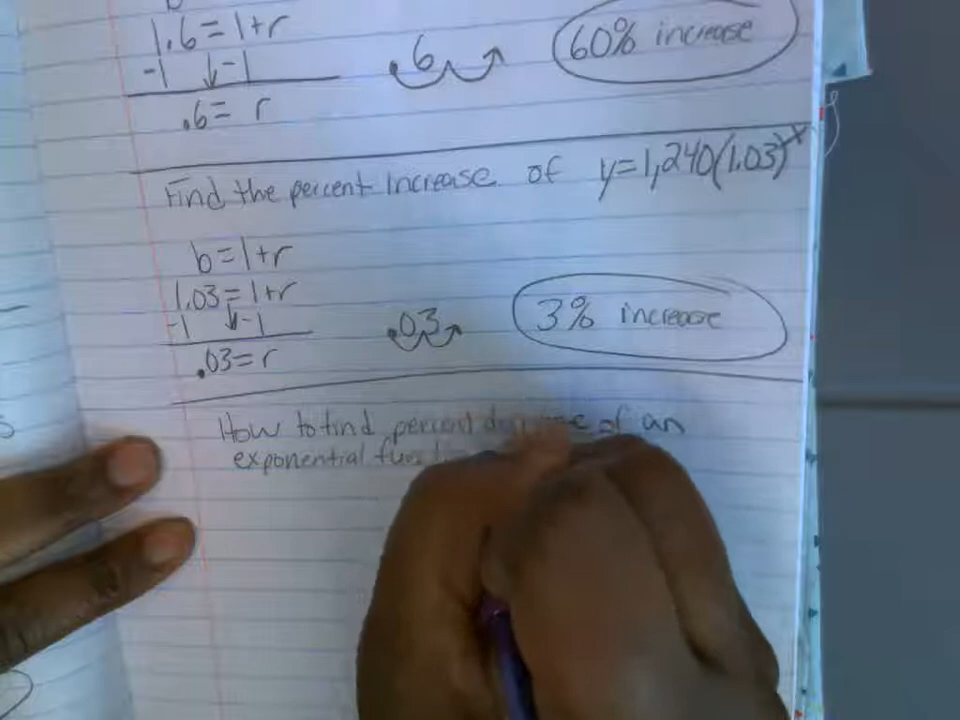 1.6 = 1+r
-1 ↓ -1
.6 = r
.6
60% increase
Find the percent increase of y=1,240(1.03)^x
b = 1+r
1.03 = 1+r
-1 ↓ -1
.03 = r
.03
3% increase
How to find percent of an
exponential